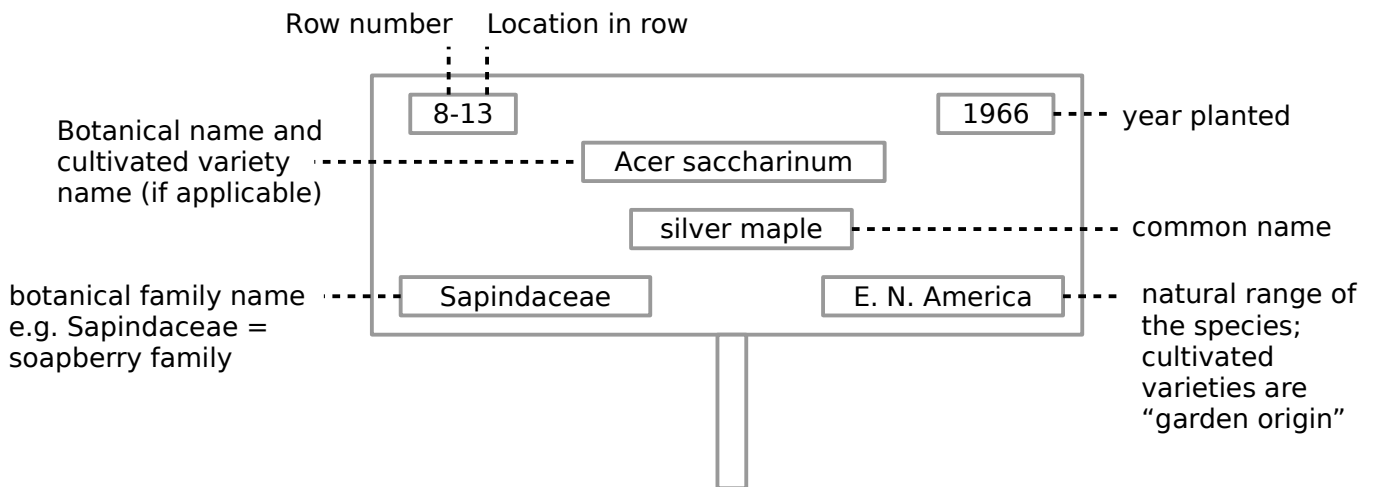 Row number
Location in row
8-13
1966
year planted
Botanical name and
cultivated variety
name (if applicable)
Acer saccharinum
silver maple
common name
botanical family name
e.g. Sapindaceae =
soapberry family
Sapindaceae
E. N. America
natural range of
the species;
cultivated
varieties are
“garden origin”